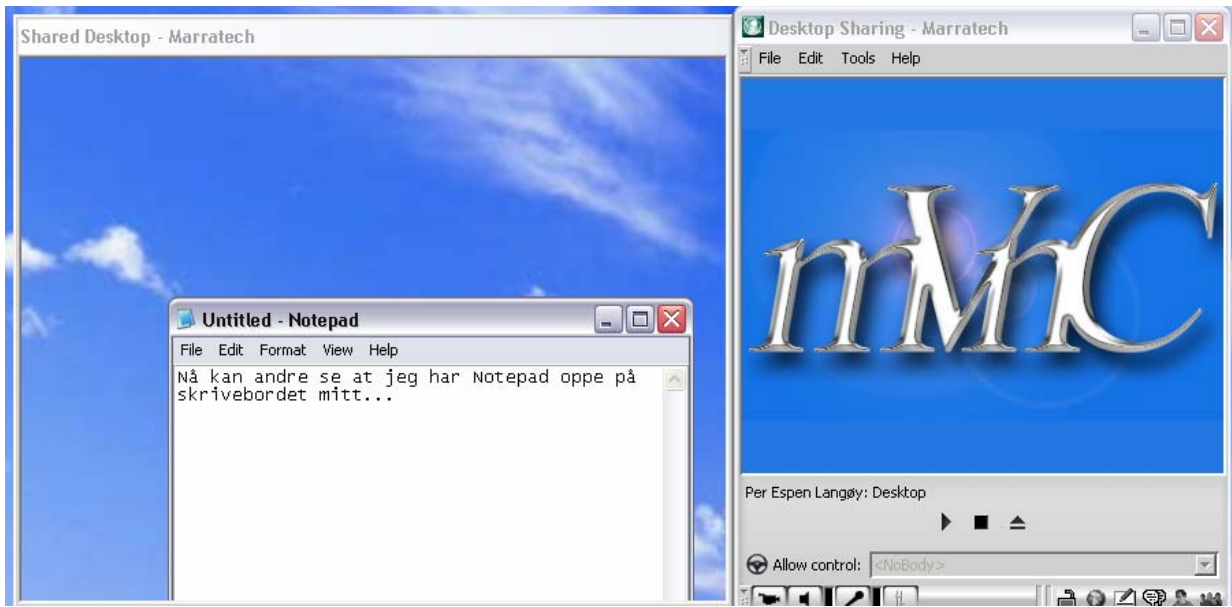 Shared Desktop - Marratech
Untitled - Notepad
File Edit Format View Help
Nå kan andre se at jeg har Notepad oppe på
skrivebordet mitt...
Desktop Sharing - Marratech
File Edit Tools Help
mMnC
Per Espen Langøy: Desktop
Allow control: <NoBody>